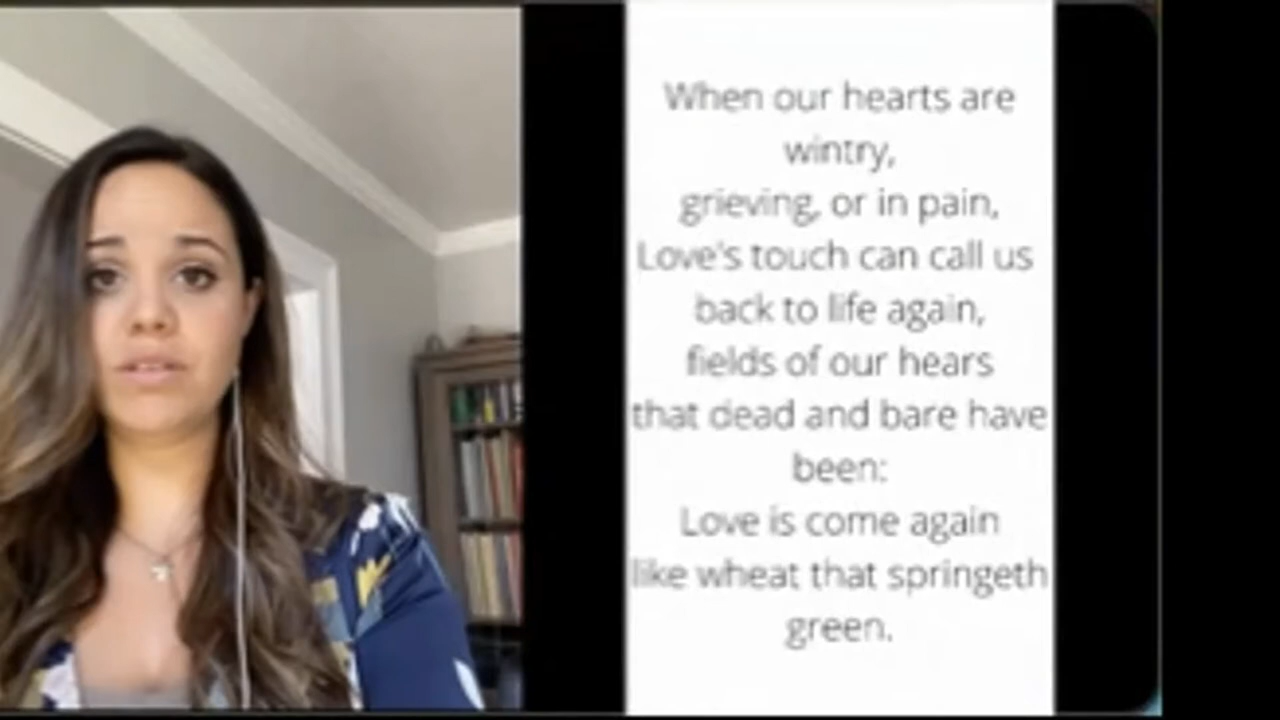 When our hearts are
wintry,
grieving, or in pain,
Love's touch can call us
back to life again,
fields of our hears
that dead and bare have
been:
Love is come again
like wheat that springeth
green.